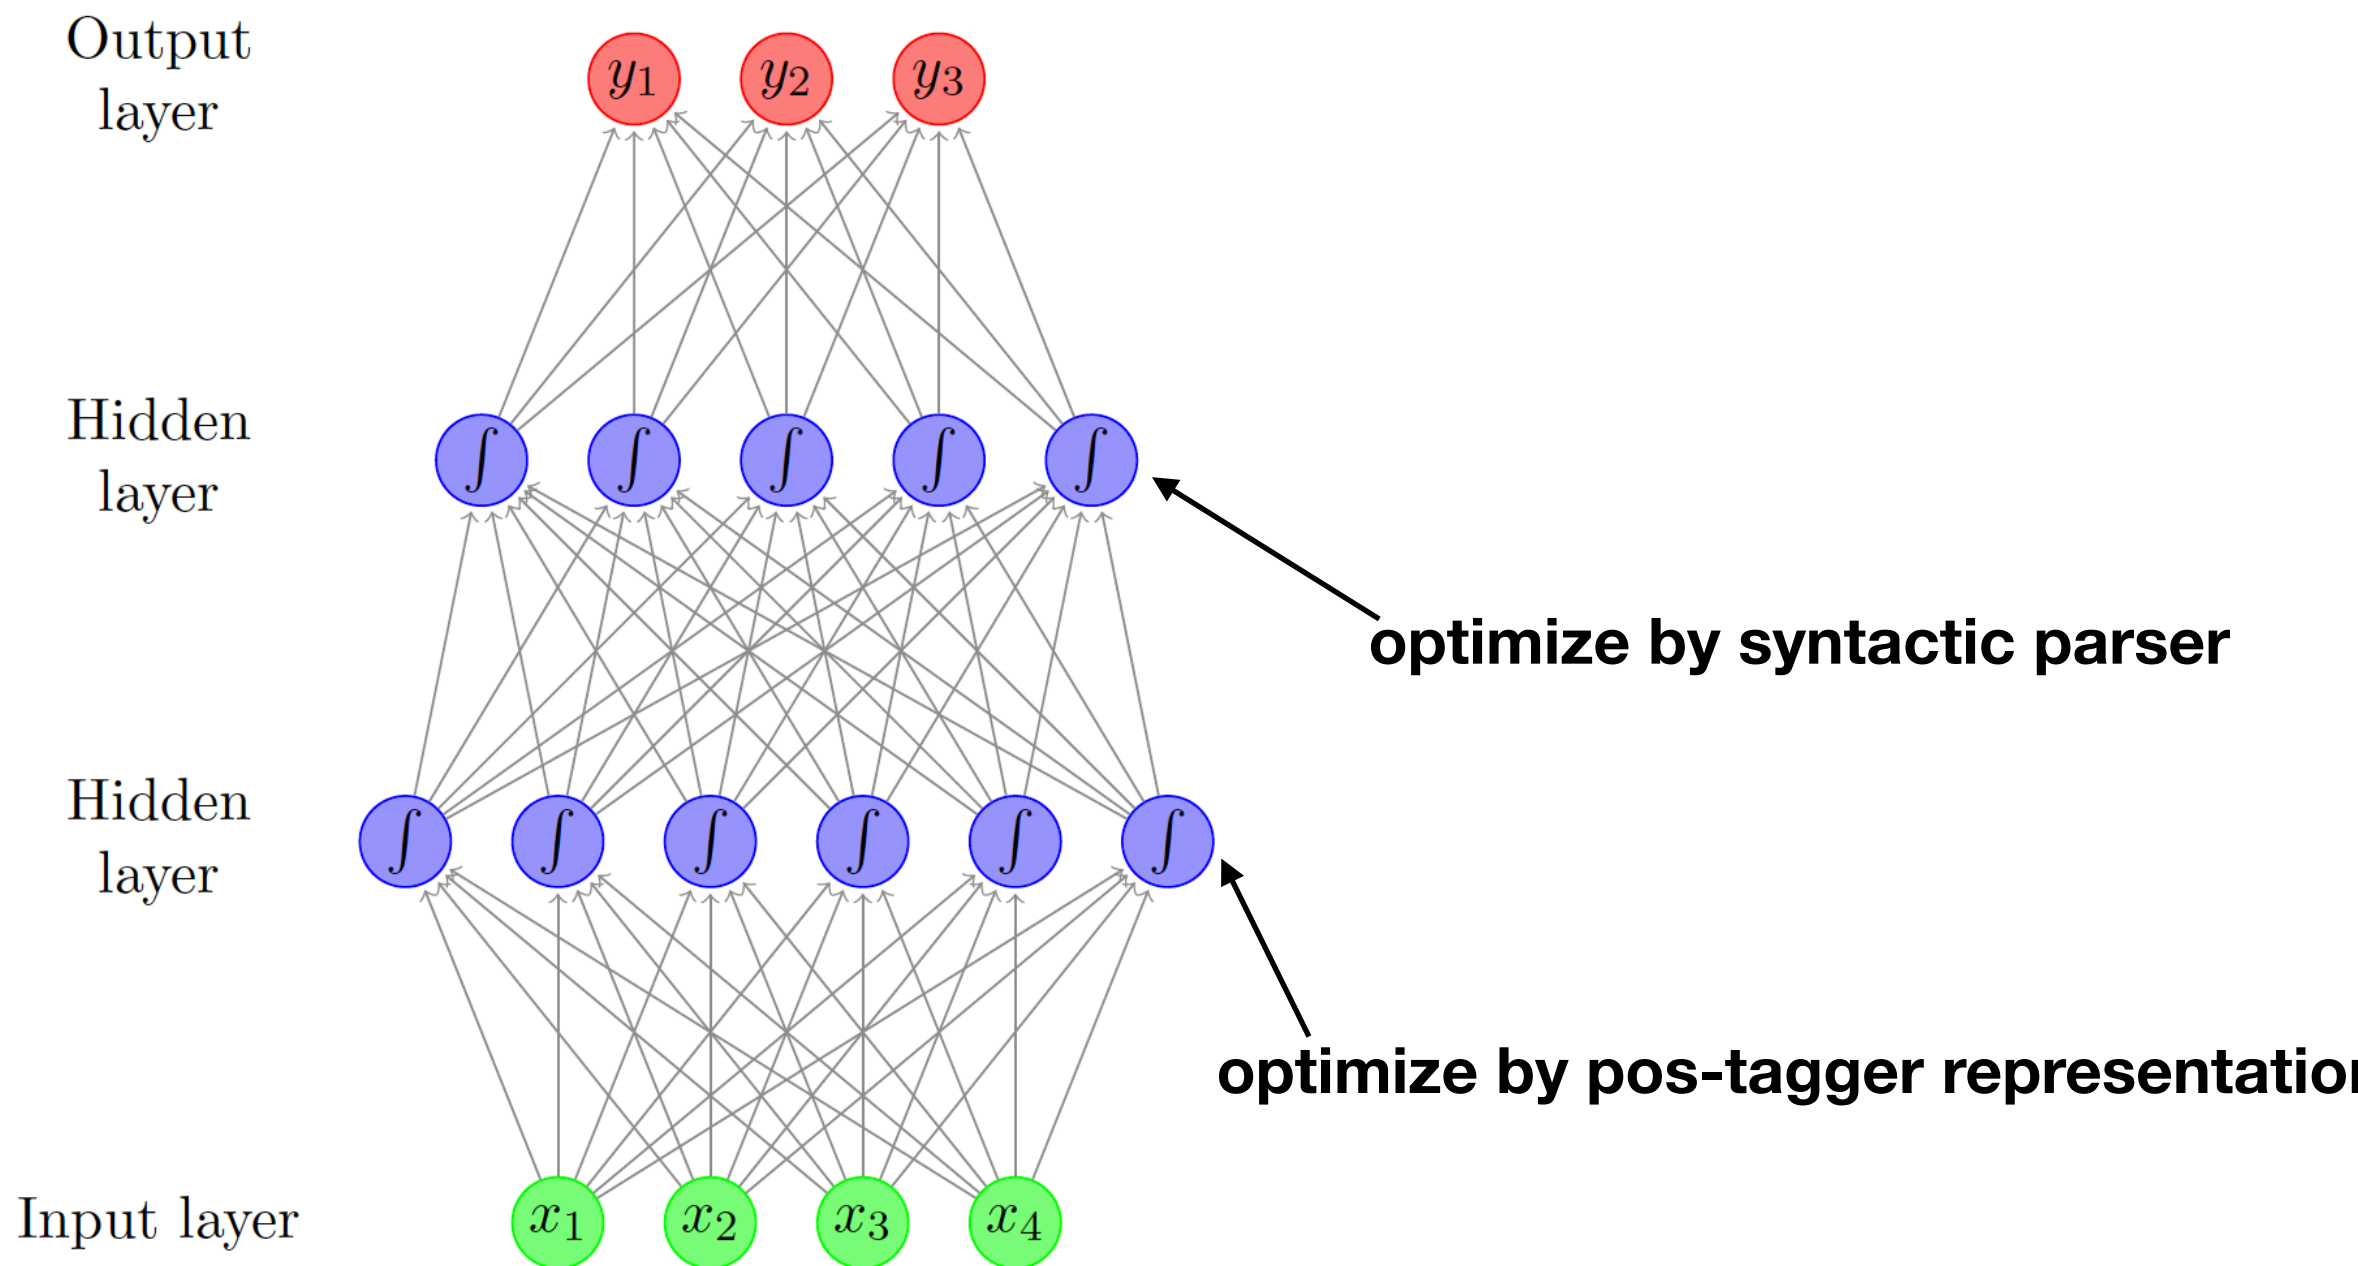 Output
layer
y1 y2 y3
Hidden
layer
∫ ∫ ∫ ∫ ∫
optimize by syntactic parser
Hidden
layer
∫ ∫ ∫ ∫ ∫ ∫
optimize by pos-tagger representation
Input layer
x1 x2 x3 x4